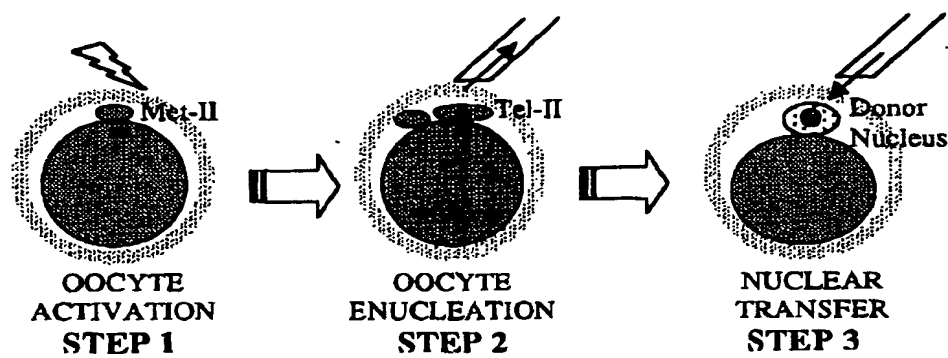 Met-II
OOCYTE
ACTIVATION
STEP 1
Tel-II
OOCYTE
ENUCLEATION
STEP 2
Donor
Nucleus
NUCLEAR
TRANSFER
STEP 3